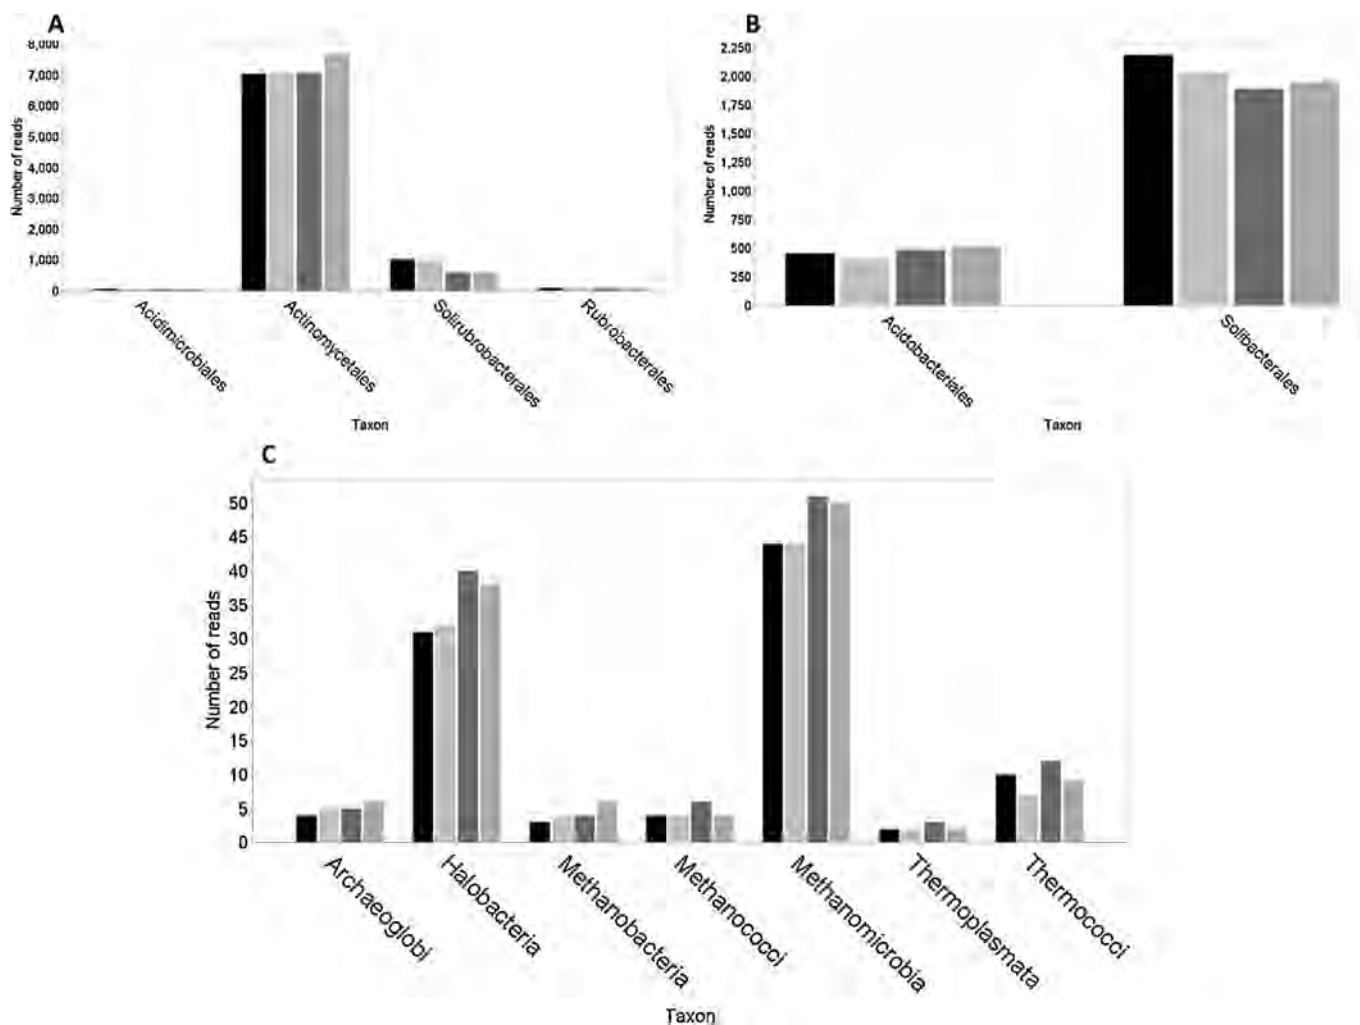 A
8,000
7,000
6,000
5,000
4,000
3,000
2,000
1,000
0
Number of reads
Acidimicrobiales
Actinomycetales
Solirubrobacterales
Rubrobacterales
Taxon
B
2,250
2,000
1,750
1,500
1,250
1,000
750
500
250
0
Number of reads
Acidobacteriales
Solibacterales
Taxon
C
50
45
40
35
30
25
20
15
10
5
0
Number of reads
Archaeoglobi
Halobacteria
Methanobacteria
Methanococci
Methanomicrobia
Thermoplasmata
Thermococci
Taxon